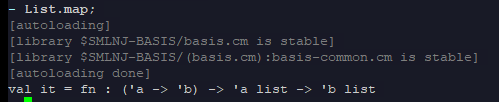 - List.map;
[autoloading]
[library $SMLNJ-BASIS/basis.cm is stable]
[library $SMLNJ-BASIS/(basis.cm):basis-common.cm is stable]
[autoloading done]
val it = fn : ('a -> 'b) -> 'a list -> 'b list